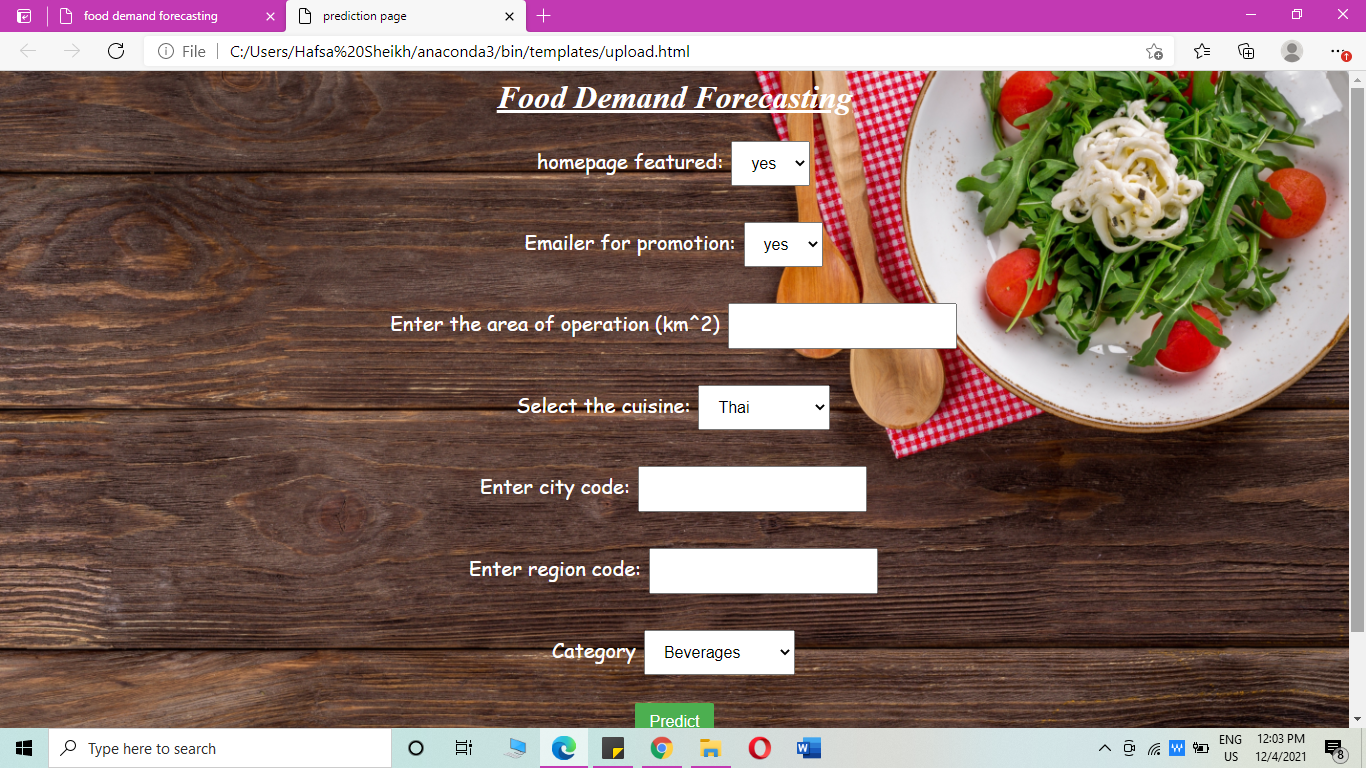 food demand forecasting
prediction page
File
C:/Users/Hafsa%20Sheikh/anaconda3/bin/templates/upload.html
Food Demand Forecasting
homepage featured: yes
Emailer for promotion: yes
Enter the area of operation (km^2)
Select the cuisine: Thai
Enter city code:
Enter region code:
Category Beverages
Predict
Type here to search
ENG
US
12:03 PM
12/4/2021
8